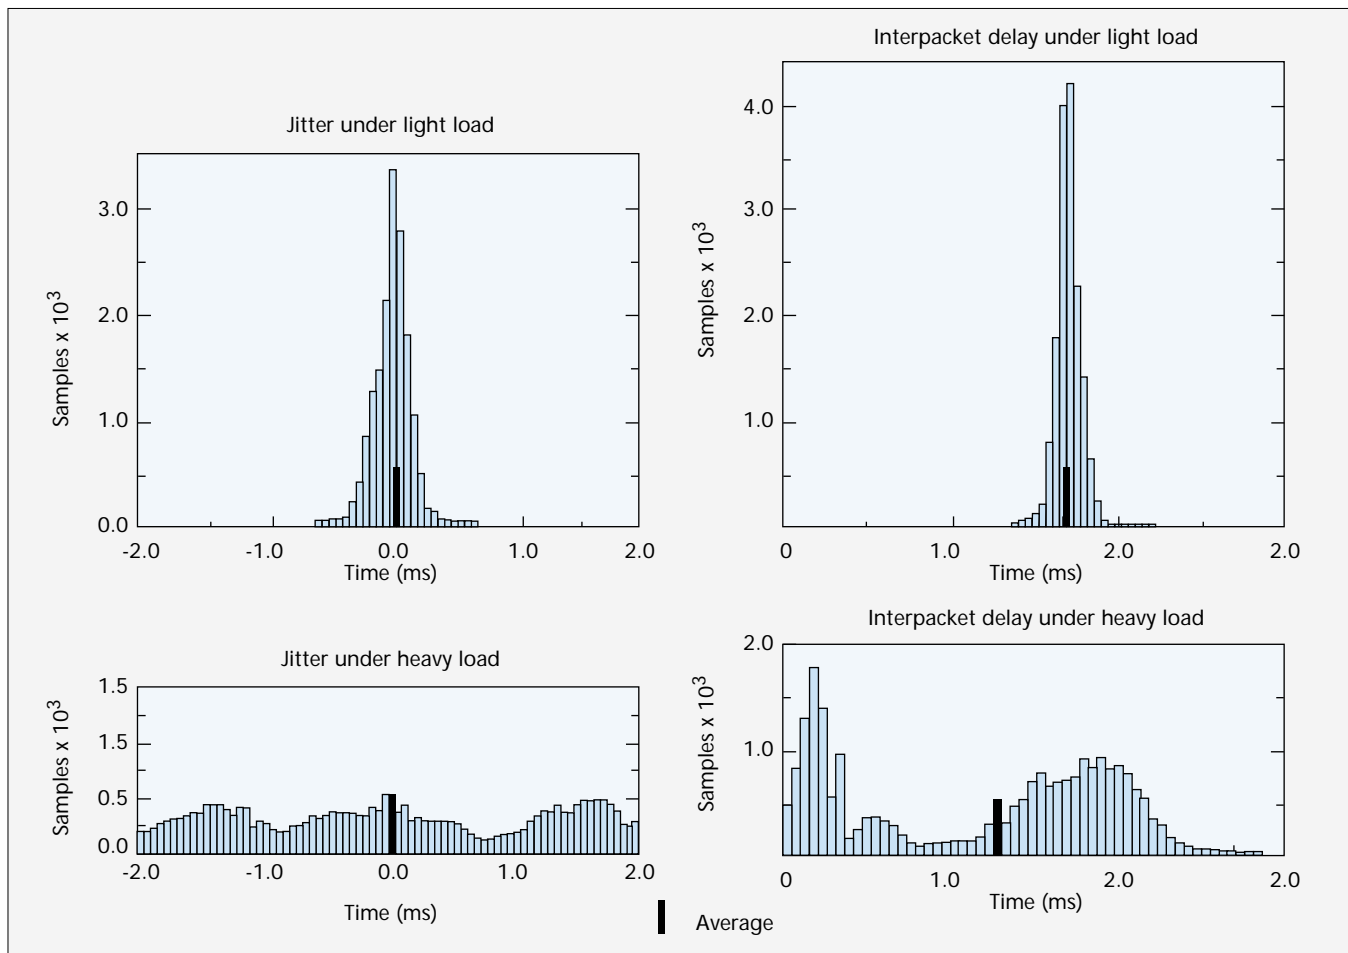 Jitter under light load
Samples x 10³
3.0
2.0
1.0
0.0
-2.0 -1.0 0.0 1.0 2.0
Time (ms)
Interpacket delay under light load
Samples x 10³
4.0
3.0
2.0
1.0
0 1.0 2.0 2.0
Time (ms)
Jitter under heavy load
Samples x 10³
1.5
1.5
0.5
0.0
-2.0 -1.0 0.0 1.0 2.0
Time (ms)
Interpacket delay under heavy load
Samples x 10³
2.0
1.0
0 1.0 2.0 2.0
Time (ms)
Average